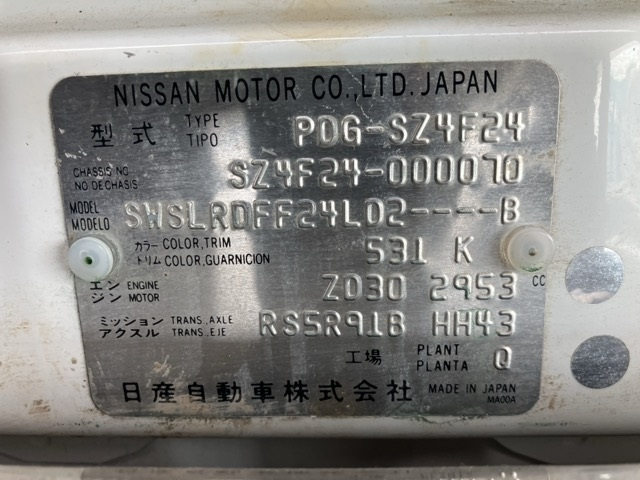 NISSAN MOTOR CO.,LTD. JAPAN
型式 TYPE TIPO PDG-SZ4F24
CHASSIS NO NO DE CHASIS SZ4F24-000070
MODEL MODELO SWSLRDFF24L02----B
カラー COLOR,TRIM トリム COLOR,GUARNICION 531 K
エンジン ENGINE MOTOR ZD30 2953 CC
ミッション TRANS.,AXLE アクスル TRANS.,EJE RS5R91B HH43
工場 PLANT PLANTA Q
日産自動車株式会社 MADE IN JAPAN
MA00A